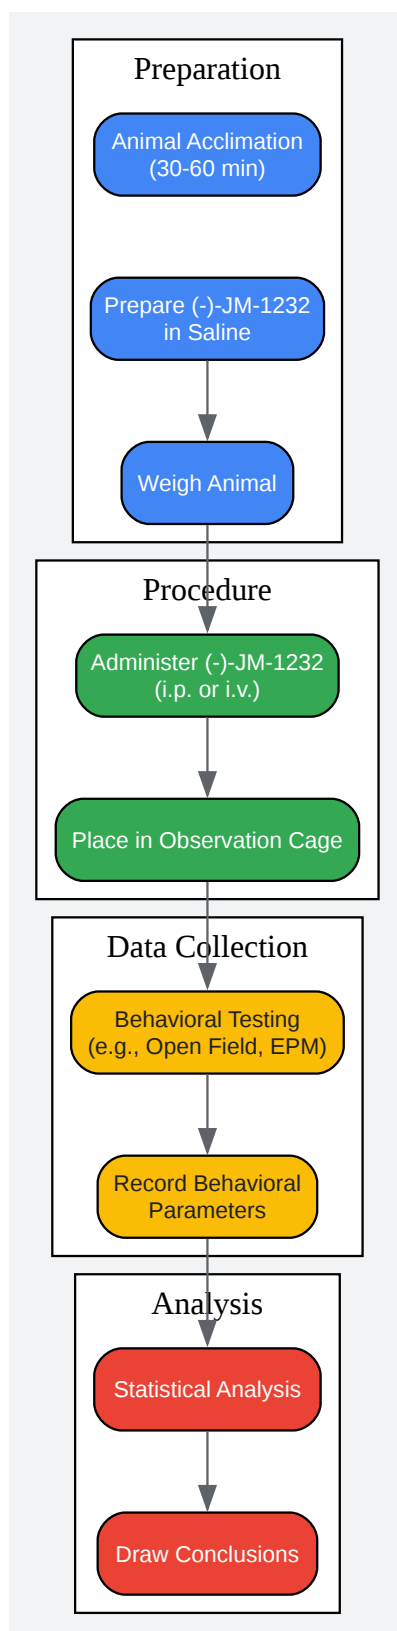 Preparation
Animal Acclimation
(30-60 min)
Prepare (-)-JM-1232
in Saline
Weigh Animal
Procedure
Administer (-)-JM-1232
(i.p. or i.v.)
Place in Observation Cage
Data Collection
Behavioral Testing
(e.g., Open Field, EPM)
Record Behavioral
Parameters
Analysis
Statistical Analysis
Draw Conclusions